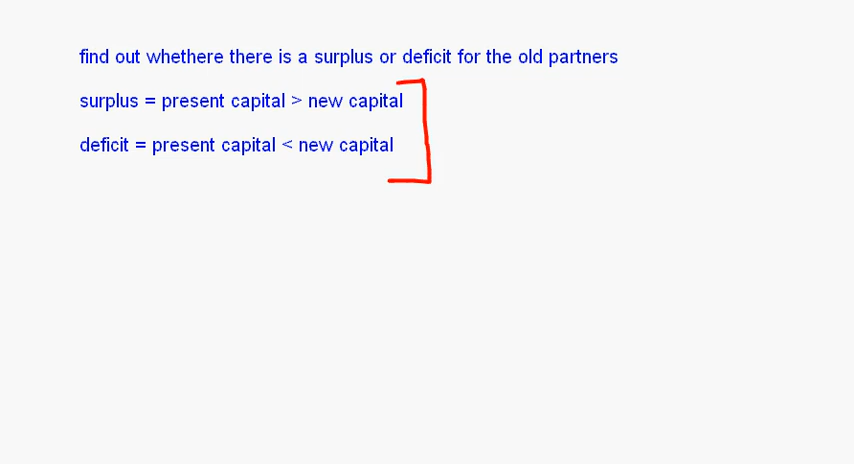 find out whethere there is a surplus or deficit for the old partners
surplus = present capital > new capital
deficit = present capital < new capital